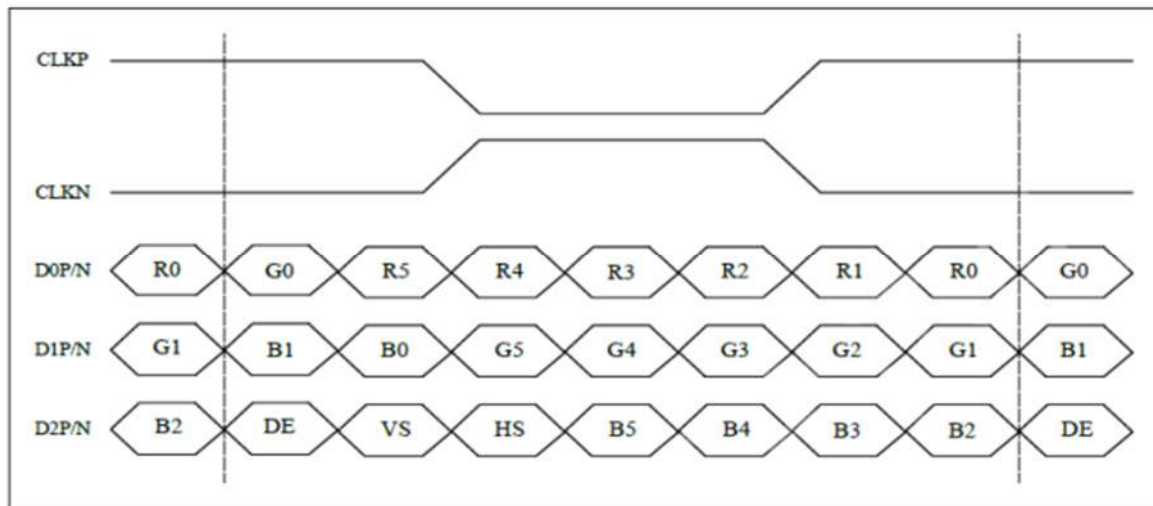 CLKP
CLKN
D0P/N R0 G0 R5 R4 R3 R2 R1 R0 G0
D1P/N G1 B1 B0 G5 G4 G3 G2 G1 B1
D2P/N B2 DE VS HS B5 B4 B3 B2 DE